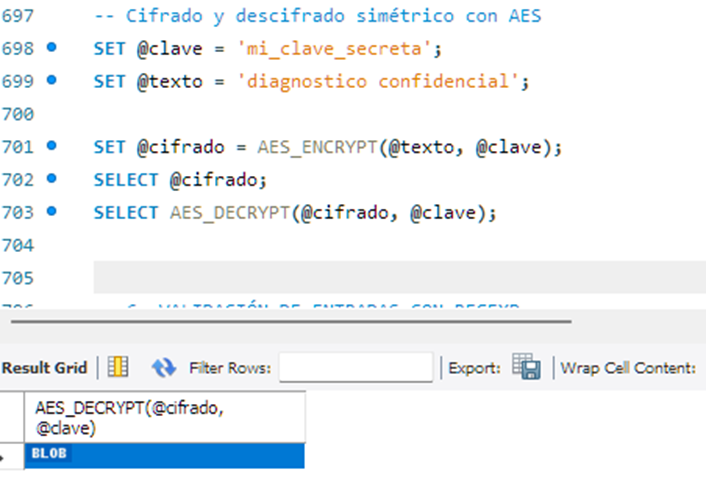 697 -- Cifrado y descifrado simétrico con AES
698 SET @clave = 'mi_clave_secreta';
699 SET @texto = 'diagnostico confidencial';
700
701 SET @cifrado = AES_ENCRYPT(@texto, @clave);
702 SELECT @cifrado;
703 SELECT AES_DECRYPT(@cifrado, @clave);
704
705
Result Grid Filter Rows: Export: Wrap Cell Content:
AES_DECRYPT(@cifrado,
@clave)
BLOB